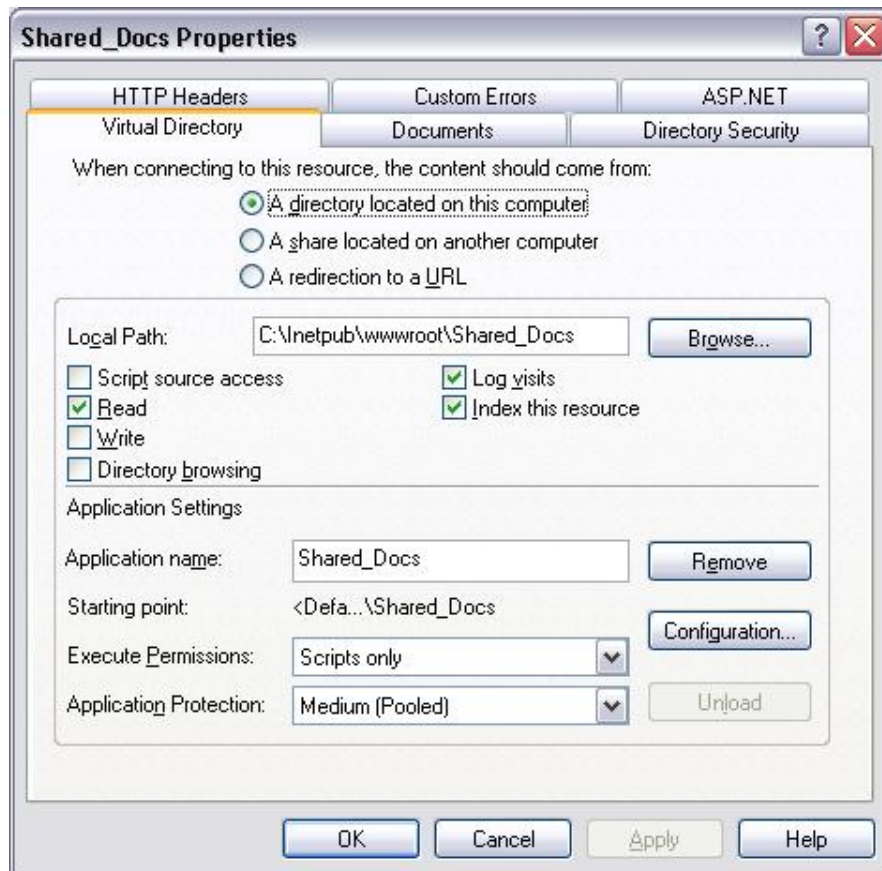 Shared_Docs Properties
HTTP Headers Custom Errors ASP.NET
Virtual Directory Documents Directory Security
When connecting to this resource, the content should come from:
A directory located on this computer
A share located on another computer
A redirection to a URL
Local Path: C:\Inetpub\wwwroot\Shared_Docs Browse...
Script source access Log visits
Read Index this resource
Write
Directory browsing
Application Settings
Application name: Shared_Docs Remove
Starting point: <Defa...\Shared_Docs
Configuration...
Execute Permissions: Scripts only
Application Protection: Medium (Pooled) Unload
OK Cancel Apply Help